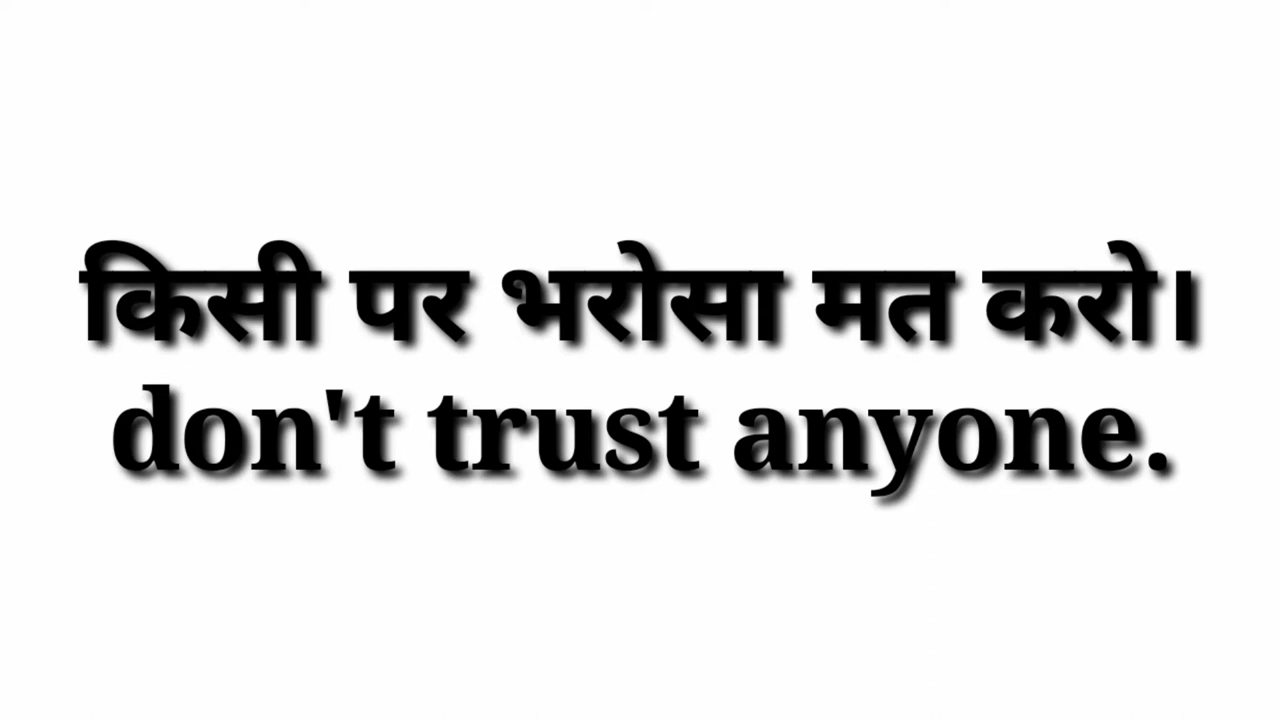 किसी पर भरोसा मत करो।
don't trust anyone.